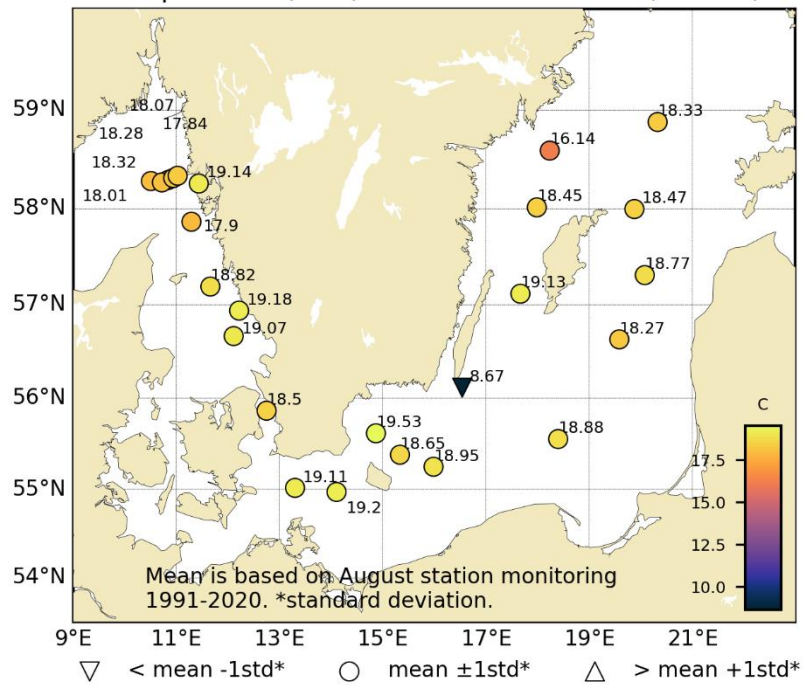 59°N
58°N
57°N
56°N
55°N
54°N
18.07
17.84
18.28
18.32
18.01
19.14
17.9
18.82
19.18
19.07
18.5
18.33
16.14
18.45
18.47
18.77
19.13
18.27
8.67
19.53
18.65
18.95
18.88
19.11
19.2
C
17.5
15.0
12.5
10.0
Mean is based on August station monitoring
1991-2020. *standard deviation.
9°E 11°E 13°E 15°E 17°E 19°E 21°E
< mean -1std* mean ±1std* > mean +1std*